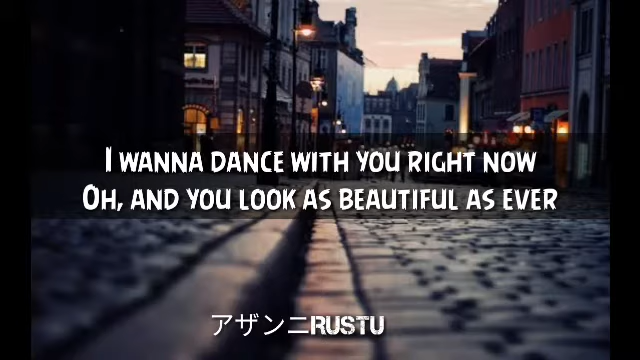 I WANNA DANCE WITH YOU RIGHT NOW
OH, AND YOU LOOK AS BEAUTIFUL AS EVER
アザンニRUSTU